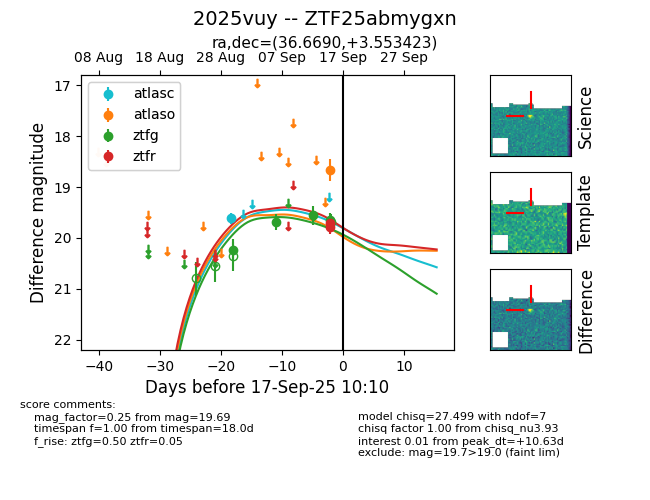 2025vuy -- ZTF25abmygxn
ra,dec=(36.6690,+3.553423)
08 Aug 18 Aug 28 Aug 07 Sep 17 Sep 27 Sep
17
18
19
20
21
22
Difference magnitude
atlasc
atlaso
ztfg
ztfr
−40 −30 −20 −10 0 10
Days before 17-Sep-25 10:10
Science
Template
Difference
score comments:
mag_factor=0.25 from mag=19.69
timespan f=1.00 from timespan=18.0d
f_rise: ztfg=0.50 ztfr=0.05
model chisq=27.499 with ndof=7
chisq factor 1.00 from chisq_nu3.93
interest 0.01 from peak_dt=+10.63d
exclude: mag=19.7>19.0 (faint lim)